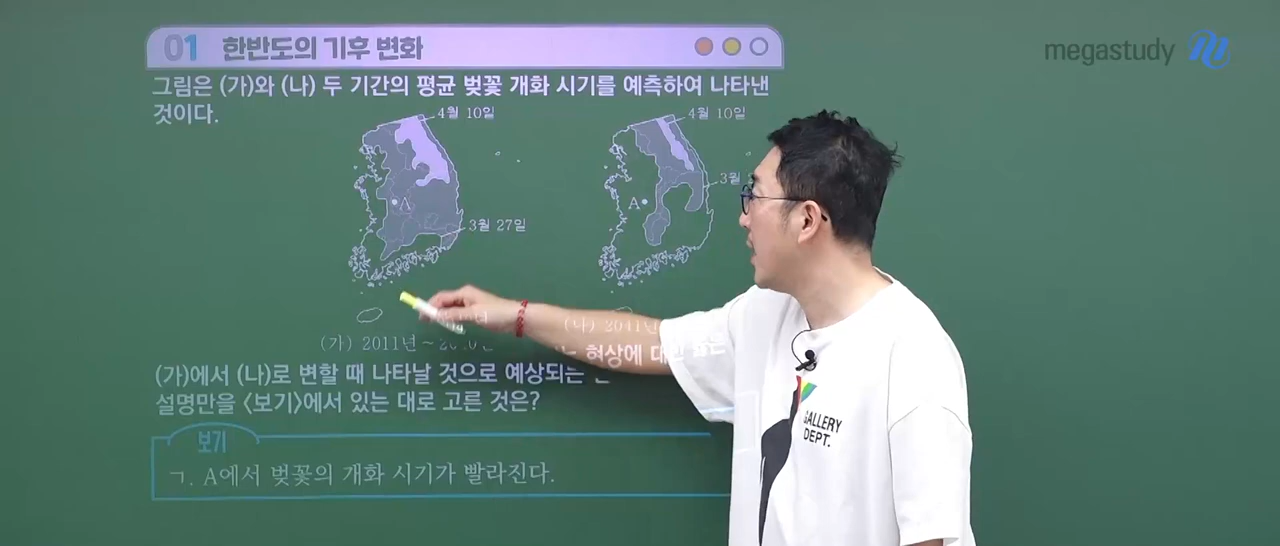 01 한반도의 기후 변화
megastudy
그림은 (가)와 (나) 두 기간의 평균 벚꽃 개화 시기를 예측하여 나타낸
것이다.
4월 10일
4월 10일
3월
A
A
3월 27일
(가) 2011년~
(나) 2041년
(가)에서 (나)로 변할 때 나타날 것으로 예상되는 현상에
설명만을 <보기>에서 있는 대로 고른 것은?
보기
ㄱ. A에서 벚꽃의 개화 시기가 빨라진다.
GALLERY
DEPT.